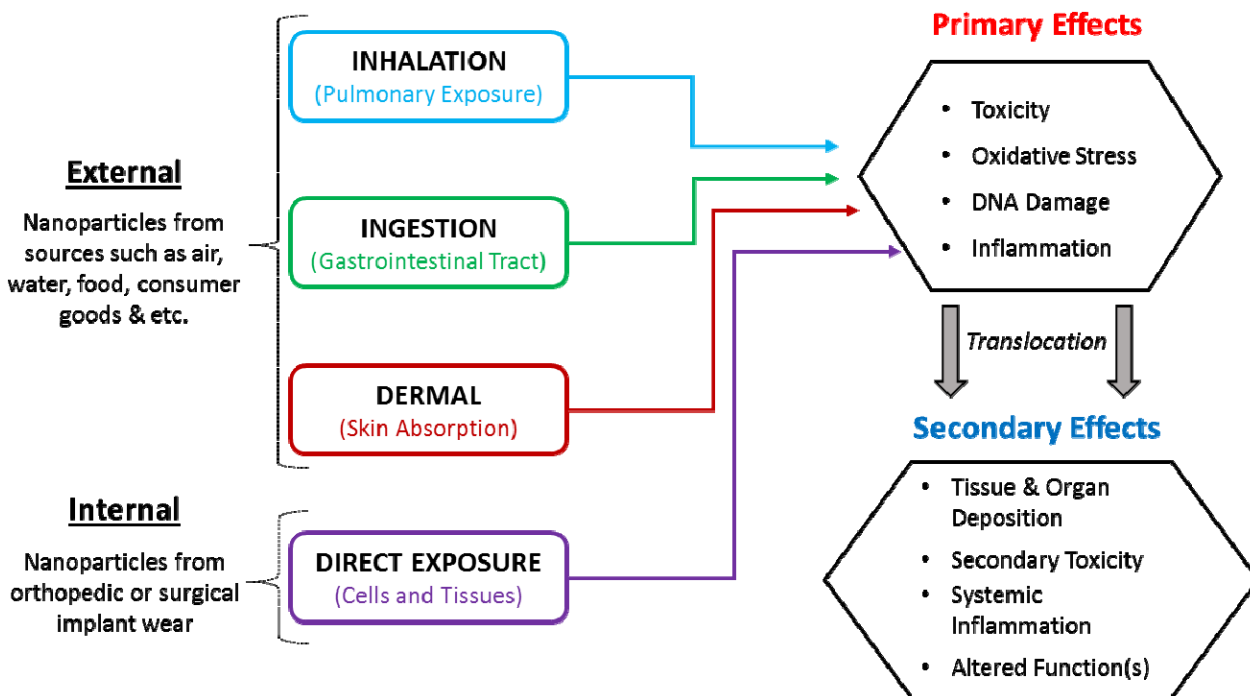 External
Nanoparticles from
sources such as air,
water, food, consumer
goods & etc.
Internal
Nanoparticles from
orthopedic or surgical
implant wear
INHALATION
(Pulmonary Exposure)
INGESTION
(Gastrointestinal Tract)
DERMAL
(Skin Absorption)
DIRECT EXPOSURE
(Cells and Tissues)
Primary Effects
• Toxicity
• Oxidative Stress
• DNA Damage
• Inflammation
Translocation
Secondary Effects
• Tissue & Organ
Deposition
• Secondary Toxicity
• Systemic
Inflammation
• Altered Function(s)